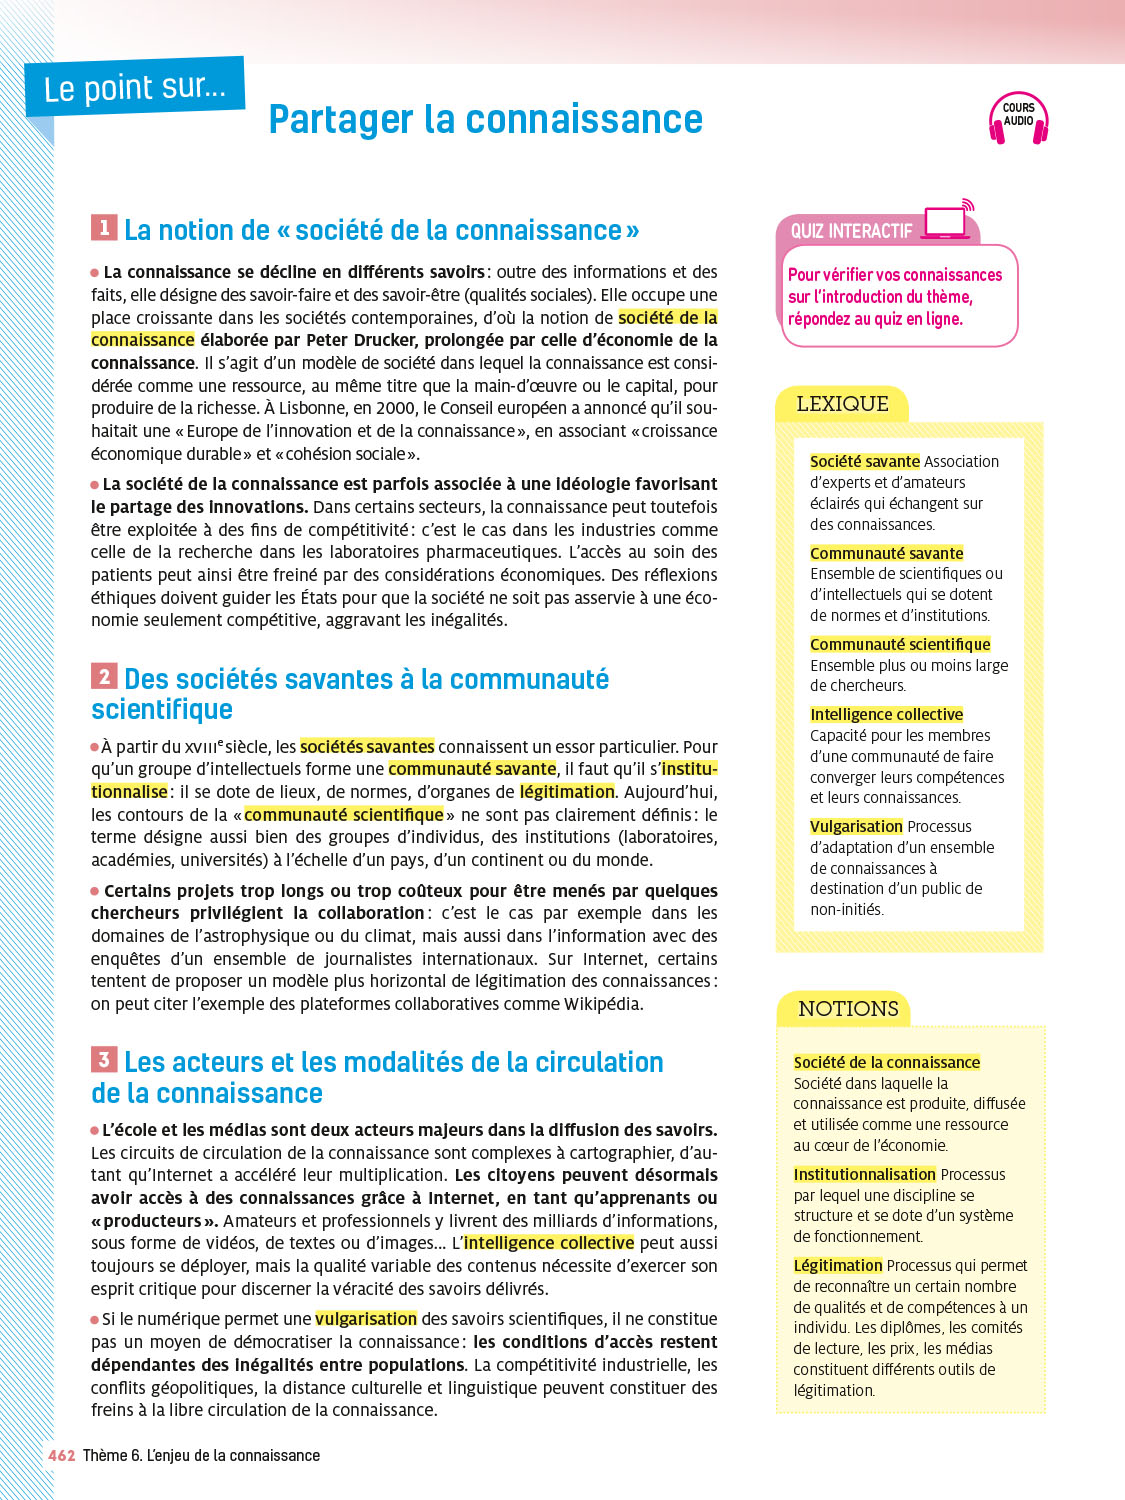 Le point sur...
Partager la connaissance
COURS
AUDIO
1 La notion de « société de la connaissance »
• La connaissance se décline en différents savoirs : outre des informations et des
faits, elle désigne des savoir-faire et des savoir-être (qualités sociales). Elle occupe une
place croissante dans les sociétés contemporaines, d’où la notion de société de la
connaissance élaborée par Peter Drucker, prolongée par celle d’économie de la
connaissance. Il s’agit d’un modèle de société dans lequel la connaissance est consi-
dérée comme une ressource, au même titre que la main-d’œuvre ou le capital, pour
produire de la richesse. À Lisbonne, en 2000, le Conseil européen a annoncé qu’il sou-
haitait une « Europe de l’innovation et de la connaissance », en associant « croissance
économique durable » et « cohésion sociale ».
• La société de la connaissance est parfois associée à une idéologie favorisant
le partage des innovations. Dans certains secteurs, la connaissance peut toutefois
être exploitée à des fins de compétitivité : c’est le cas dans les industries comme
celle de la recherche dans les laboratoires pharmaceutiques. L’accès au soin des
patients peut ainsi être freiné par des considérations économiques. Des réflexions
éthiques doivent guider les États pour que la société ne soit pas asservie à une éco-
nomie seulement compétitive, aggravant les inégalités.
2 Des sociétés savantes à la communauté
scientifique
• À partir du XVIIIe siècle, les sociétés savantes connaissent un essor particulier. Pour
qu’un groupe d’intellectuels forme une communauté savante, il faut qu’il s’institu-
tionnalise : il se dote de lieux, de normes, d’organes de légitimation. Aujourd’hui,
les contours de la « communauté scientifique » ne sont pas clairement définis : le
terme désigne aussi bien des groupes d’individus, des institutions (laboratoires,
académies, universités) à l’échelle d’un pays, d’un continent ou du monde.
• Certains projets trop longs ou trop coûteux pour être menés par quelques
chercheurs privilégient la collaboration : c’est le cas par exemple dans les
domaines de l’astrophysique ou du climat, mais aussi dans l’information avec des
enquêtes d’un ensemble de journalistes internationaux. Sur Internet, certains
tentent de proposer un modèle plus horizontal de légitimation des connaissances :
on peut citer l’exemple des plateformes collaboratives comme Wikipédia.
3 Les acteurs et les modalités de la circulation
de la connaissance
• L’école et les médias sont deux acteurs majeurs dans la diffusion des savoirs.
Les circuits de circulation de la connaissance sont complexes à cartographier, d’au-
tant qu’Internet a accéléré leur multiplication. Les citoyens peuvent désormais
avoir accès à des connaissances grâce à Internet, en tant qu’apprenants ou
« producteurs ». Amateurs et professionnels y livrent des milliards d’informations,
sous forme de vidéos, de textes ou d’images... L’intelligence collective peut aussi
toujours se déployer, mais la qualité variable des contenus nécessite d’exercer son
esprit critique pour discerner la véracité des savoirs délivrés.
• Si le numérique permet une vulgarisation des savoirs scientifiques, il ne constitue
pas un moyen de démocratiser la connaissance : les conditions d’accès restent
dépendantes des inégalités entre populations. La compétitivité industrielle, les
conflits géopolitiques, la distance culturelle et linguistique peuvent constituer des
freins à la libre circulation de la connaissance.
QUIZ INTERACTIF
Pour vérifier vos connaissances
sur l’introduction du thème,
répondez au quiz en ligne.
LEXIQUE
Société savante Association
d’experts et d’amateurs
éclairés qui échangent sur
des connaissances.
Communauté savante
Ensemble de scientifiques ou
d’intellectuels qui se dotent
de normes et d’institutions.
Communauté scientifique
Ensemble plus ou moins large
de chercheurs.
Intelligence collective
Capacité pour les membres
d’une communauté de faire
converger leurs compétences
et leurs connaissances.
Vulgarisation Processus
d’adaptation d’un ensemble
de connaissances à
destination d’un public de
non-initiés.
NOTIONS
Société de la connaissance
Société dans laquelle la
connaissance est produite, diffusée
et utilisée comme une ressource
au cœur de l’économie.
Institutionnalisation Processus
par lequel une discipline se
structure et se dote d’un système
de fonctionnement.
Légitimation Processus qui permet
de reconnaître un certain nombre
de qualités et de compétences à un
individu. Les diplômes, les comités
de lecture, les prix, les médias
constituent différents outils de
légitimation.
462 Thème 6. L’enjeu de la connaissance